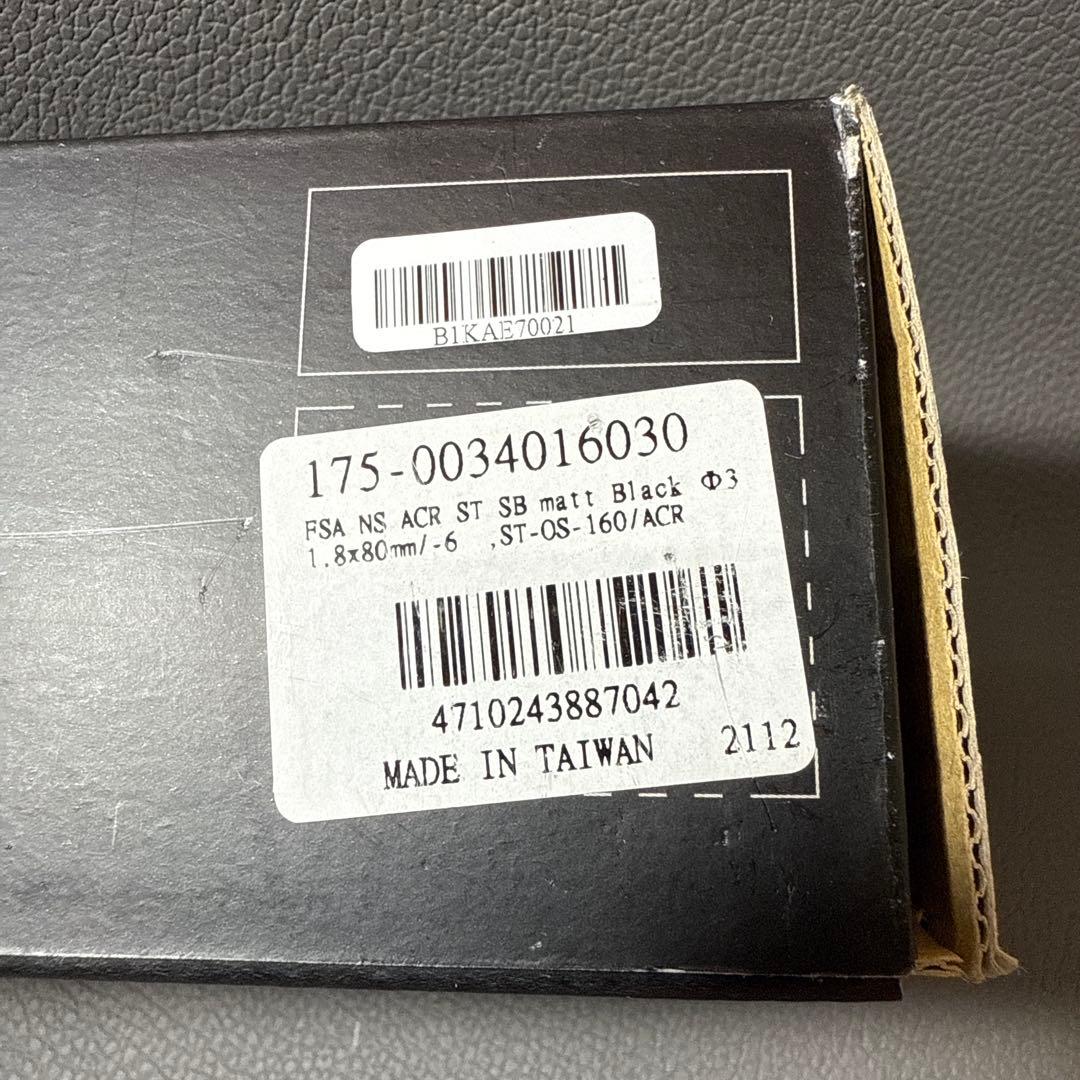 B1KAE70021
175-0034016030
FSA NS ACR ST SB matt Black Φ3
1.8x80mm/-6 ,ST-OS-160/ACR
4710243887042
MADE IN TAIWAN 2112